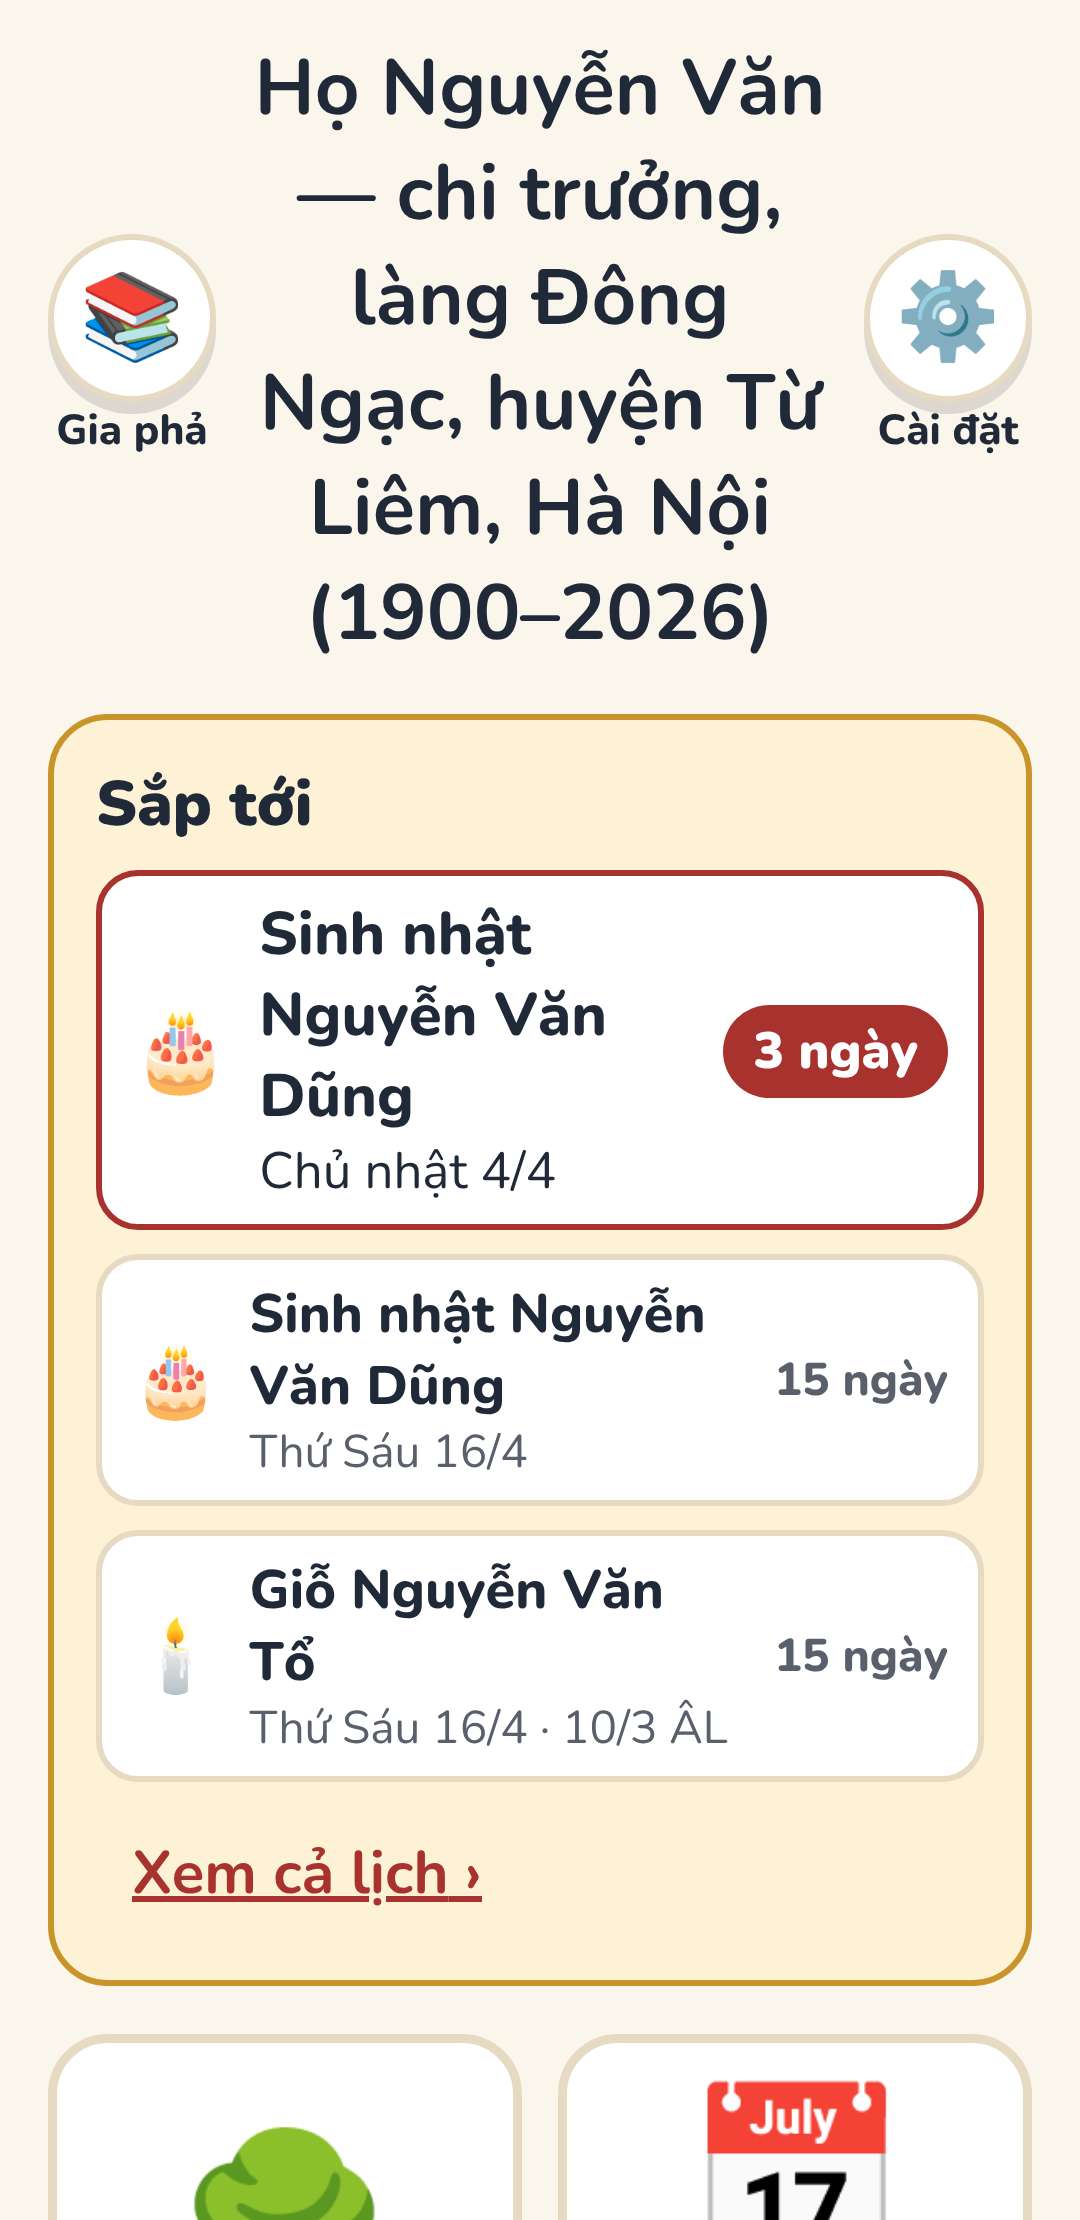 Họ Nguyễn Văn
— chi trưởng,
làng Đông
Ngạc, huyện Từ
Liêm, Hà Nội
(1900–2026)
Gia phả
Cài đặt
Sắp tới
Sinh nhật
Nguyễn Văn
Dũng
Chủ nhật 4/4
3 ngày
Sinh nhật Nguyễn
Văn Dũng
Thứ Sáu 16/4
15 ngày
Giỗ Nguyễn Văn
Tổ
Thứ Sáu 16/4 · 10/3 ÂL
15 ngày
Xem cả lịch ›
July
17